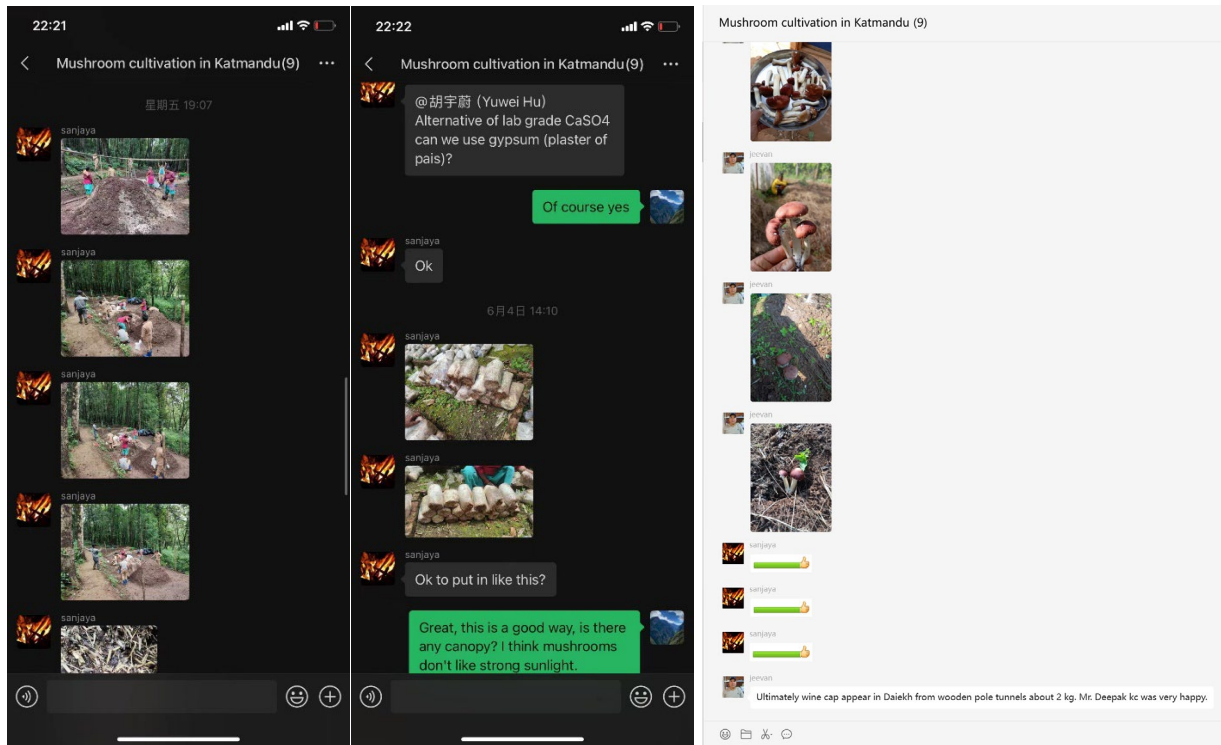 22:21
Mushroom cultivation in Katmandu(9)
星期五 19:07
sanjaya
sanjaya
sanjaya
sanjaya
sanjaya
22:22
Mushroom cultivation in Katmandu(9)
@胡宇蔚 (Yuwei Hu)
Alternative of lab grade CaSO4
can we use gypsum (plaster of
pais)?
Of course yes
sanjaya
Ok
6月4日 14:10
sanjaya
sanjaya
sanjaya
Ok to put in like this?
Great, this is a good way, is there
any canopy? I think mushrooms
don't like strong sunlight.
Mushroom cultivation in Katmandu (9)
jeevan
jeevan
jeevan
sanjaya
sanjaya
sanjaya
jeevan
Ultimately wine cap appear in Daiekh from wooden pole tunnels about 2 kg. Mr. Deepak kc was very happy.